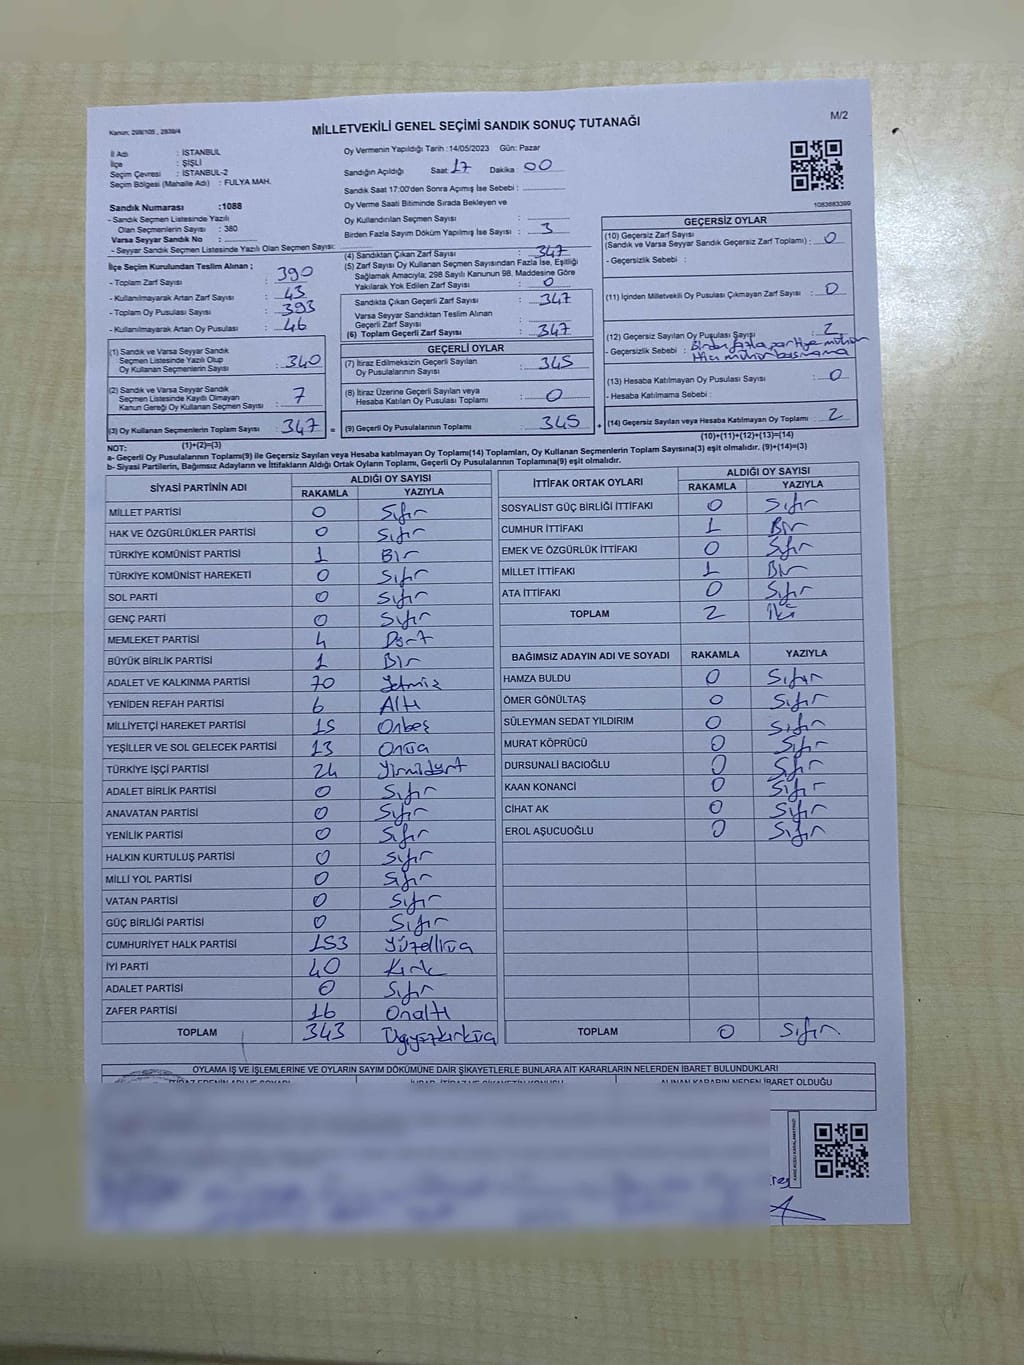 Kanun; 298/105 , 2839/4
M/2
MİLLETVEKİLİ GENEL SEÇİMİ SANDIK SONUÇ TUTANAĞI
İl Adı : İSTANBUL
İlçe : ŞİŞLİ
Seçim Çevresi : İSTANBUL-2
Seçim Bölgesi (Mahalle Adı) : FULYA MAH.
Sandık Numarası :1088
- Sandık Seçmen Listesinde Yazılı
Olan Seçmenlerin Sayısı : 380
Varsa Seyyar Sandık No :
- Seyyar Sandık Seçmen Listesinde Yazılı Olan Seçmen Sayısı:
Oy Vermenin Yapıldığı Tarih :14/05/2023 Gün: Pazar
Sandığın Açıldığı Saat: 17 Dakika 00
Sandık Saat 17:00'den Sonra Açımış İse Sebebi :
Oy Verme Saati Bitiminde Sırada Bekleyen ve
Oy Kullandırılan Seçmen Sayısı :
Birden Fazla Sayım Döküm Yapılmış İse Sayısı : 3
1083683399
İlçe Seçim Kurulundan Teslim Alınan ;
- Toplam Zarf Sayısı : 390
- Kullanılmayarak Artan Zarf Sayısı : 43
- Toplam Oy Pusulası Sayısı : 393
- Kullanılmayarak Artan Oy Pusulası : 46
(1) Sandık ve Varsa Seyyar Sandık
Seçmen Listesinde Yazılı Olup
Oy Kullanan Seçmenlerin Sayısı : 340
(2) Sandık ve Varsa Seyyar Sandık
Seçmen Listesinde Kayıtlı Olmayan
Kanun Gereği Oy Kullanan Seçmen Sayısı : 7
(3) Oy Kullanan Seçmenlerin Toplam Sayısı : 347 =
(1)+(2)=(3)
(4) Sandıktan Çıkan Zarf Sayısı : 347
(5) Zarf Sayısı Oy Kullanan Seçmen Sayısından Fazla İse, Eşitliği
Sağlamak Amacıyla; 298 Sayılı Kanunun 98. Maddesine Göre
Yakılarak Yok Edilen Zarf Sayısı : 0
Sandıkta Çıkan Geçerli Zarf Sayısı : 347
Varsa Seyyar Sandıktan Teslim Alınan
Geçerli Zarf Sayısı :
(6) Toplam Geçerli Zarf Sayısı : 347
GEÇERLİ OYLAR
(7) İtiraz Edilmeksizin Geçerli Sayılan
Oy Pusulalarının Sayısı : 345
(8) İtiraz Üzerine Geçerli Sayılan veya
Hesaba Katılan Oy Pusulası Toplamı : 0
(9) Geçerli Oy Pusulalarının Toplamı : 345 +
GEÇERSİZ OYLAR
(10) Geçersiz Zarf Sayısı
(Sandık ve Varsa Seyyar Sandık Geçersiz Zarf Toplamı) : 0
- Geçersizlik Sebebi :
(11) İçinden Milletvekili Oy Pusulası Çıkmayan Zarf Sayısı : 0
(12) Geçersiz Sayılan Oy Pusulası Sayısı : 2
- Geçersizlik Sebebi : Birden fazla partiye mühür
Hiç mühür basmama
(13) Hesaba Katılmayan Oy Pusulası Sayısı : 0
- Hesaba Katılmama Sebebi :
(14) Geçersiz Sayılan veya Hesaba Katılmayan Oy Toplamı : 2
(10)+(11)+(12)+(13)=(14)
NOT:
a- Geçerli Oy Pusulalarının Toplamı(9) ile Geçersiz Sayılan veya Hesaba Katılmayan Oy Toplamı(14) Toplamları, Oy Kullanan Seçmenlerin Toplam Sayısına(3) eşit olmalıdır. (9)+(14)=(3)
b- Siyasi Partilerin, Bağımsız Adayların ve İttifakların Aldığı Ortak Oyların Toplamı, Geçerli Oy Pusulalarının Toplamına(9) eşit olmalıdır.
SİYASİ PARTİNİN ADI ALDIĞI OY SAYISI
RAKAMLA YAZIYLA
MİLLET PARTİSİ 0 Sıfır
HAK VE ÖZGÜRLÜKLER PARTİSİ 0 Sıfır
TÜRKİYE KOMÜNİST PARTİSİ 1 Bir
TÜRKİYE KOMÜNİST HAREKETİ 0 Sıfır
SOL PARTİ 0 Sıfır
GENÇ PARTİ 0 Sıfır
MEMLEKET PARTİSİ 4 Dört
BÜYÜK BİRLİK PARTİSİ 1 Bir
ADALET VE KALKINMA PARTİSİ 70 Yetmiş
YENİDEN REFAH PARTİSİ 6 Altı
MİLLİYETÇİ HAREKET PARTİSİ 15 Onbeş
YEŞİLLER VE SOL GELECEK PARTİSİ 13 Onüç
TÜRKİYE İŞÇİ PARTİSİ 24 Yirmidört
ADALET BİRLİK PARTİSİ 0 Sıfır
ANAVATAN PARTİSİ 0 Sıfır
YENİLİK PARTİSİ 0 Sıfır
HALKIN KURTULUŞ PARTİSİ 0 Sıfır
MİLLİ YOL PARTİSİ 0 Sıfır
VATAN PARTİSİ 0 Sıfır
GÜÇ BİRLİĞİ PARTİSİ 0 Sıfır
CUMHURİYET HALK PARTİSİ 153 Yüzelliüç
İYİ PARTİ 40 Kırk
ADALET PARTİSİ 0 Sıfır
ZAFER PARTİSİ 16 Onaltı
TOPLAM 343 Üçyüzkırküç
İTTİFAK ORTAK OYLARI ALDIĞI OY SAYISI
RAKAMLA YAZIYLA
SOSYALİST GÜÇ BİRLİĞİ İTTİFAKI 0 Sıfır
CUMHUR İTTİFAKI 1 Bir
EMEK VE ÖZGÜRLÜK İTTİFAKI 0 Sıfır
MİLLET İTTİFAKI 1 Bir
ATA İTTİFAKI 0 Sıfır
TOPLAM 2 İki
BAĞIMSIZ ADAYIN ADI VE SOYADI RAKAMLA YAZIYLA
HAMZA BULDU 0 Sıfır
ÖMER GÖNÜLTAŞ 0 Sıfır
SÜLEYMAN SEDAT YILDIRIM 0 Sıfır
MURAT KÖPRÜCÜ 0 Sıfır
DURSUNALİ BACIOĞLU 0 Sıfır
KAAN KONANCİ 0 Sıfır
CİHAT AK 0 Sıfır
EROL AŞUCUOĞLU 0 Sıfır
TOPLAM 0 Sıfır
OYLAMA İŞ VE İŞLEMLERİNE VE OYLARIN SAYIM DÖKÜMÜNE DAİR ŞİKAYETLERLE BUNLARA AİT KARARLARIN NELERDEN İBARET BULUNDUKLARI
ALINAN KARARIN NEDEN İBARET OLDUĞU